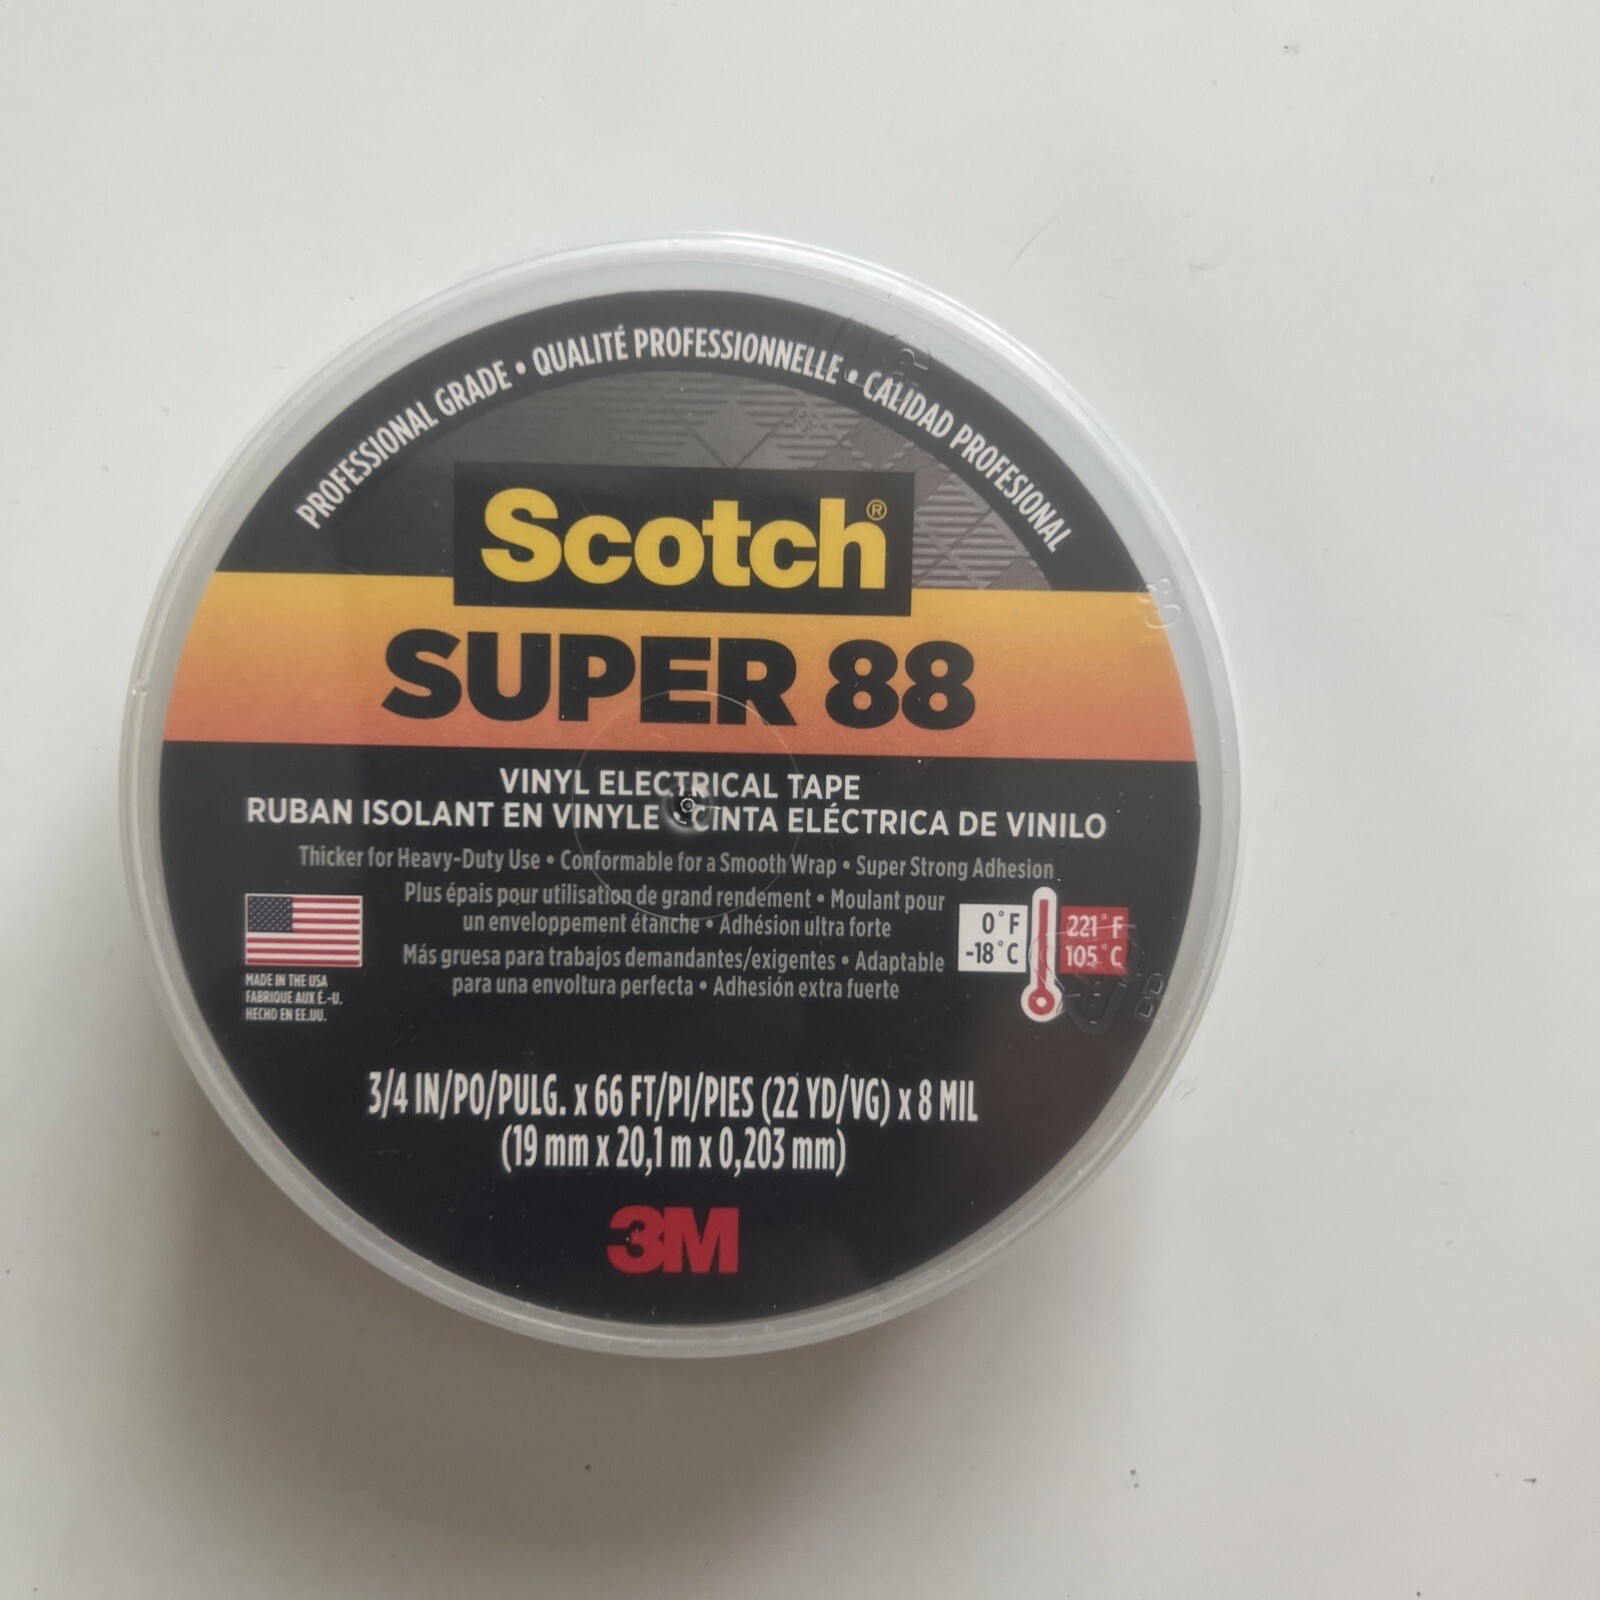 PROFESSIONAL GRADE • QUALITÉ PROFESSIONNELLE • CALIDAD PROFESIONAL
Scotch®
SUPER 88
VINYL ELECTRICAL TAPE
RUBAN ISOLANT EN VINYLE • CINTA ELÉCTRICA DE VINILO
Thicker for Heavy-Duty Use • Conformable for a Smooth Wrap • Super Strong Adhesion
Plus épais pour utilisation de grand rendement • Moulant pour
un enveloppement étanche • Adhésion ultra forte
Más gruesa para trabajos demandantes/exigentes • Adaptable
para una envoltura perfecta • Adhesión extra fuerte
MADE IN THE USA
FABRIQUE AUX É.-U.
HECHO EN EE.UU.
0°F 221°F
-18°C 105°C
PP
3/4 IN/PO/PULG. x 66 FT/PI/PIES (22 YD/VG) x 8 MIL
(19 mm x 20,1 m x 0,203 mm)
3M